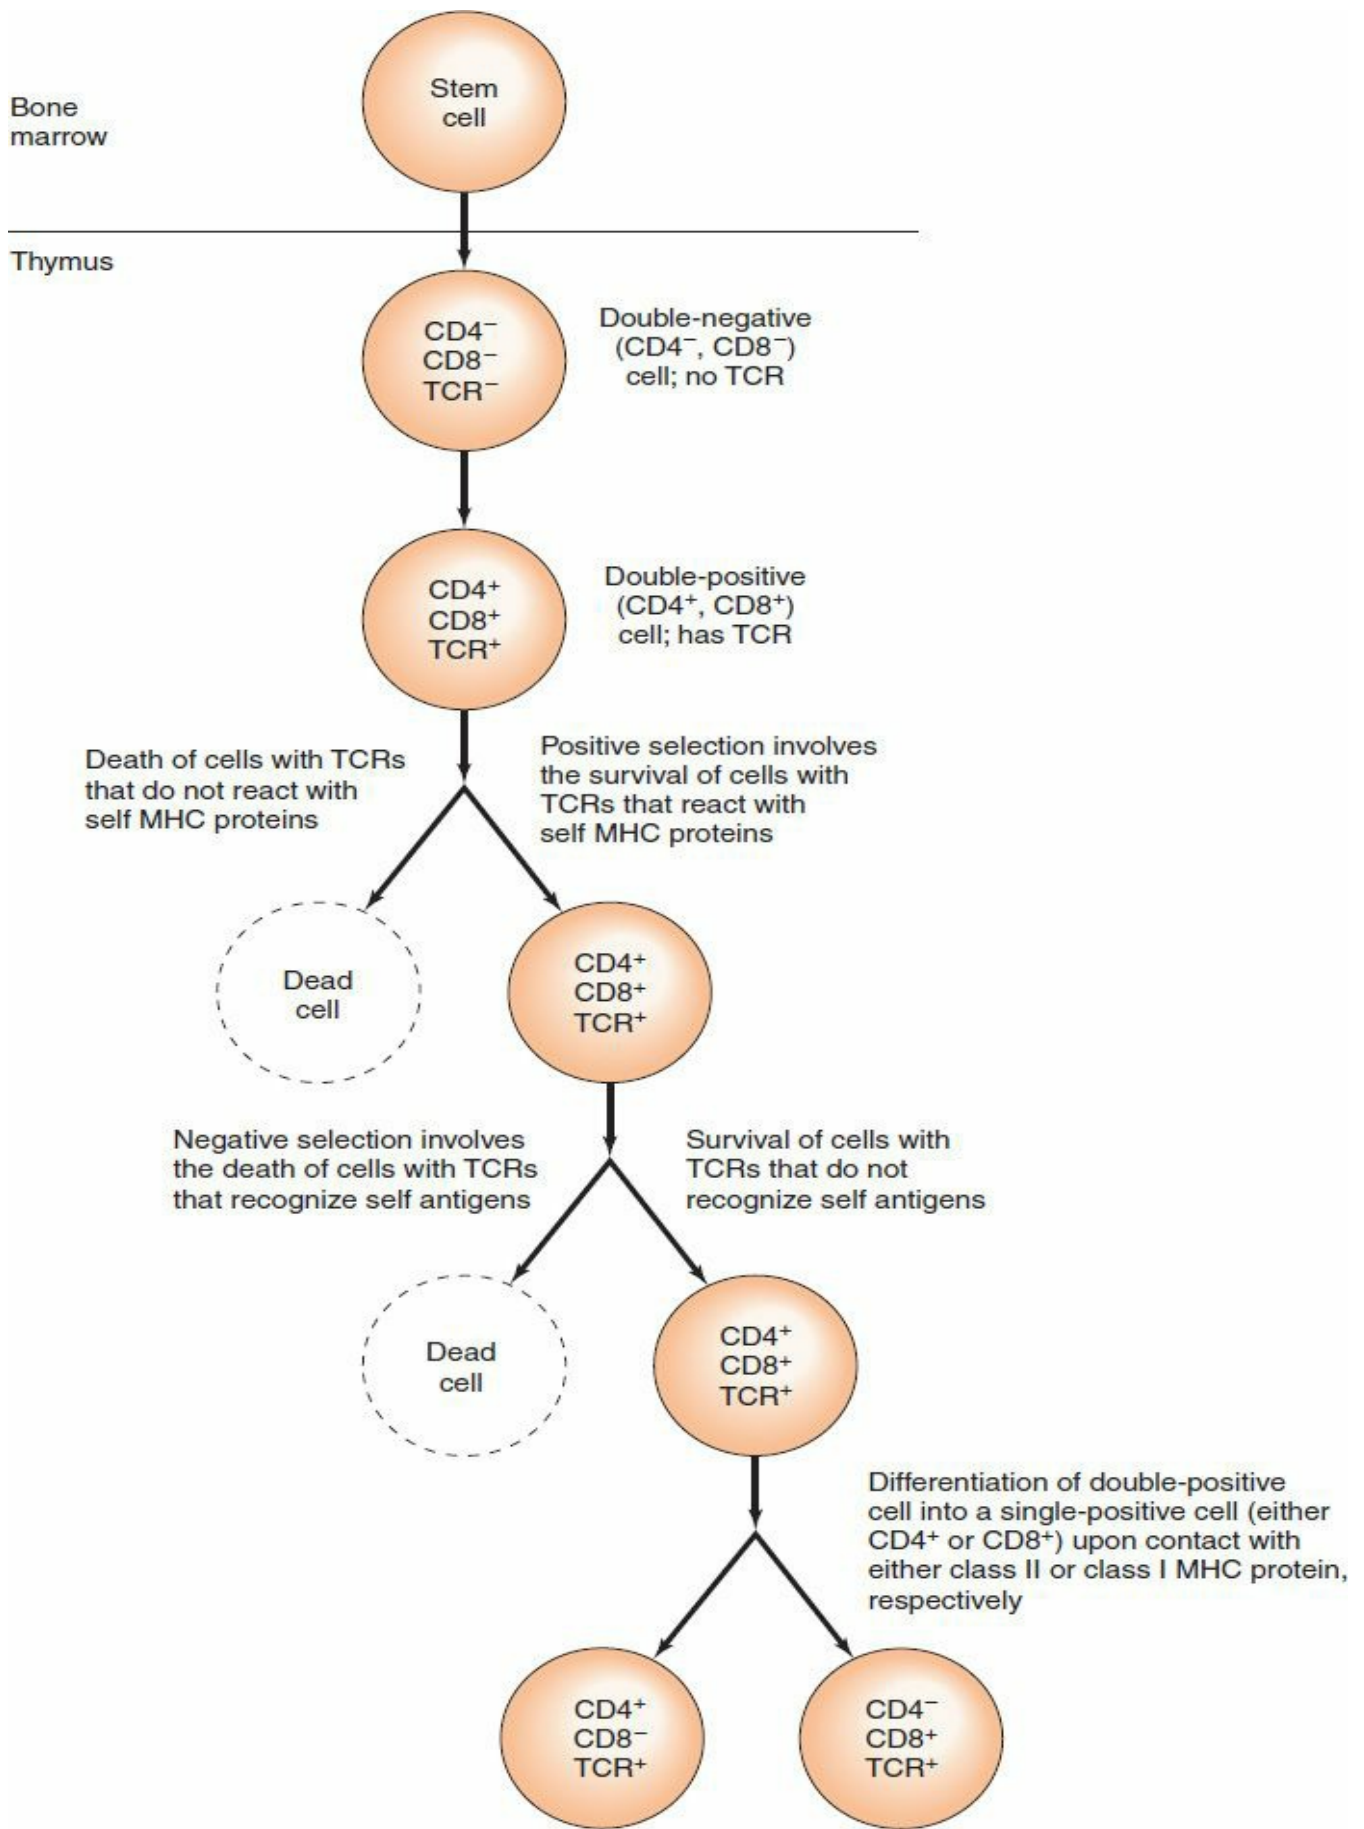 Stem
cell
Bone
marrow
Thymus
CD4⁻
CD8⁻
TCR⁻
Double-negative
(CD4⁻, CD8⁻)
cell; no TCR
CD4⁺
CD8⁺
TCR⁺
Double-positive
(CD4⁺, CD8⁺)
cell; has TCR
Death of cells with TCRs
that do not react with
self MHC proteins
Positive selection involves
the survival of cells with
TCRs that react with
self MHC proteins
Dead
cell
CD4⁺
CD8⁺
TCR⁺
Negative selection involves
the death of cells with TCRs
that recognize self antigens
Survival of cells with
TCRs that do not
recognize self antigens
Dead
cell
CD4⁺
CD8⁺
TCR⁺
Differentiation of double-positive
cell into a single-positive cell (either
CD4⁺ or CD8⁺) upon contact with
either class II or class I MHC protein,
respectively
CD4⁺
CD8⁻
TCR⁺
CD4⁻
CD8⁺
TCR⁺